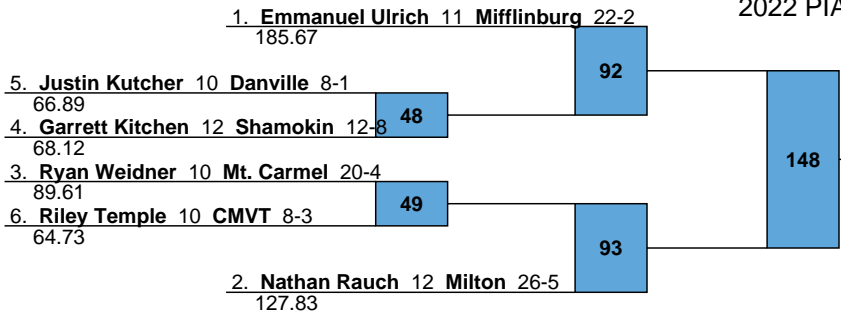 2022 PIA
1. Emmanuel Ulrich 11 Mifflinburg 22-2
185.67
92
5. Justin Kutcher 10 Danville 8-1
66.89
48
4. Garrett Kitchen 12 Shamokin 12-8
68.12
148
3. Ryan Weidner 10 Mt. Carmel 20-4
89.61
49
6. Riley Temple 10 CMVT 8-3
64.73
93
2. Nathan Rauch 12 Milton 26-5
127.83